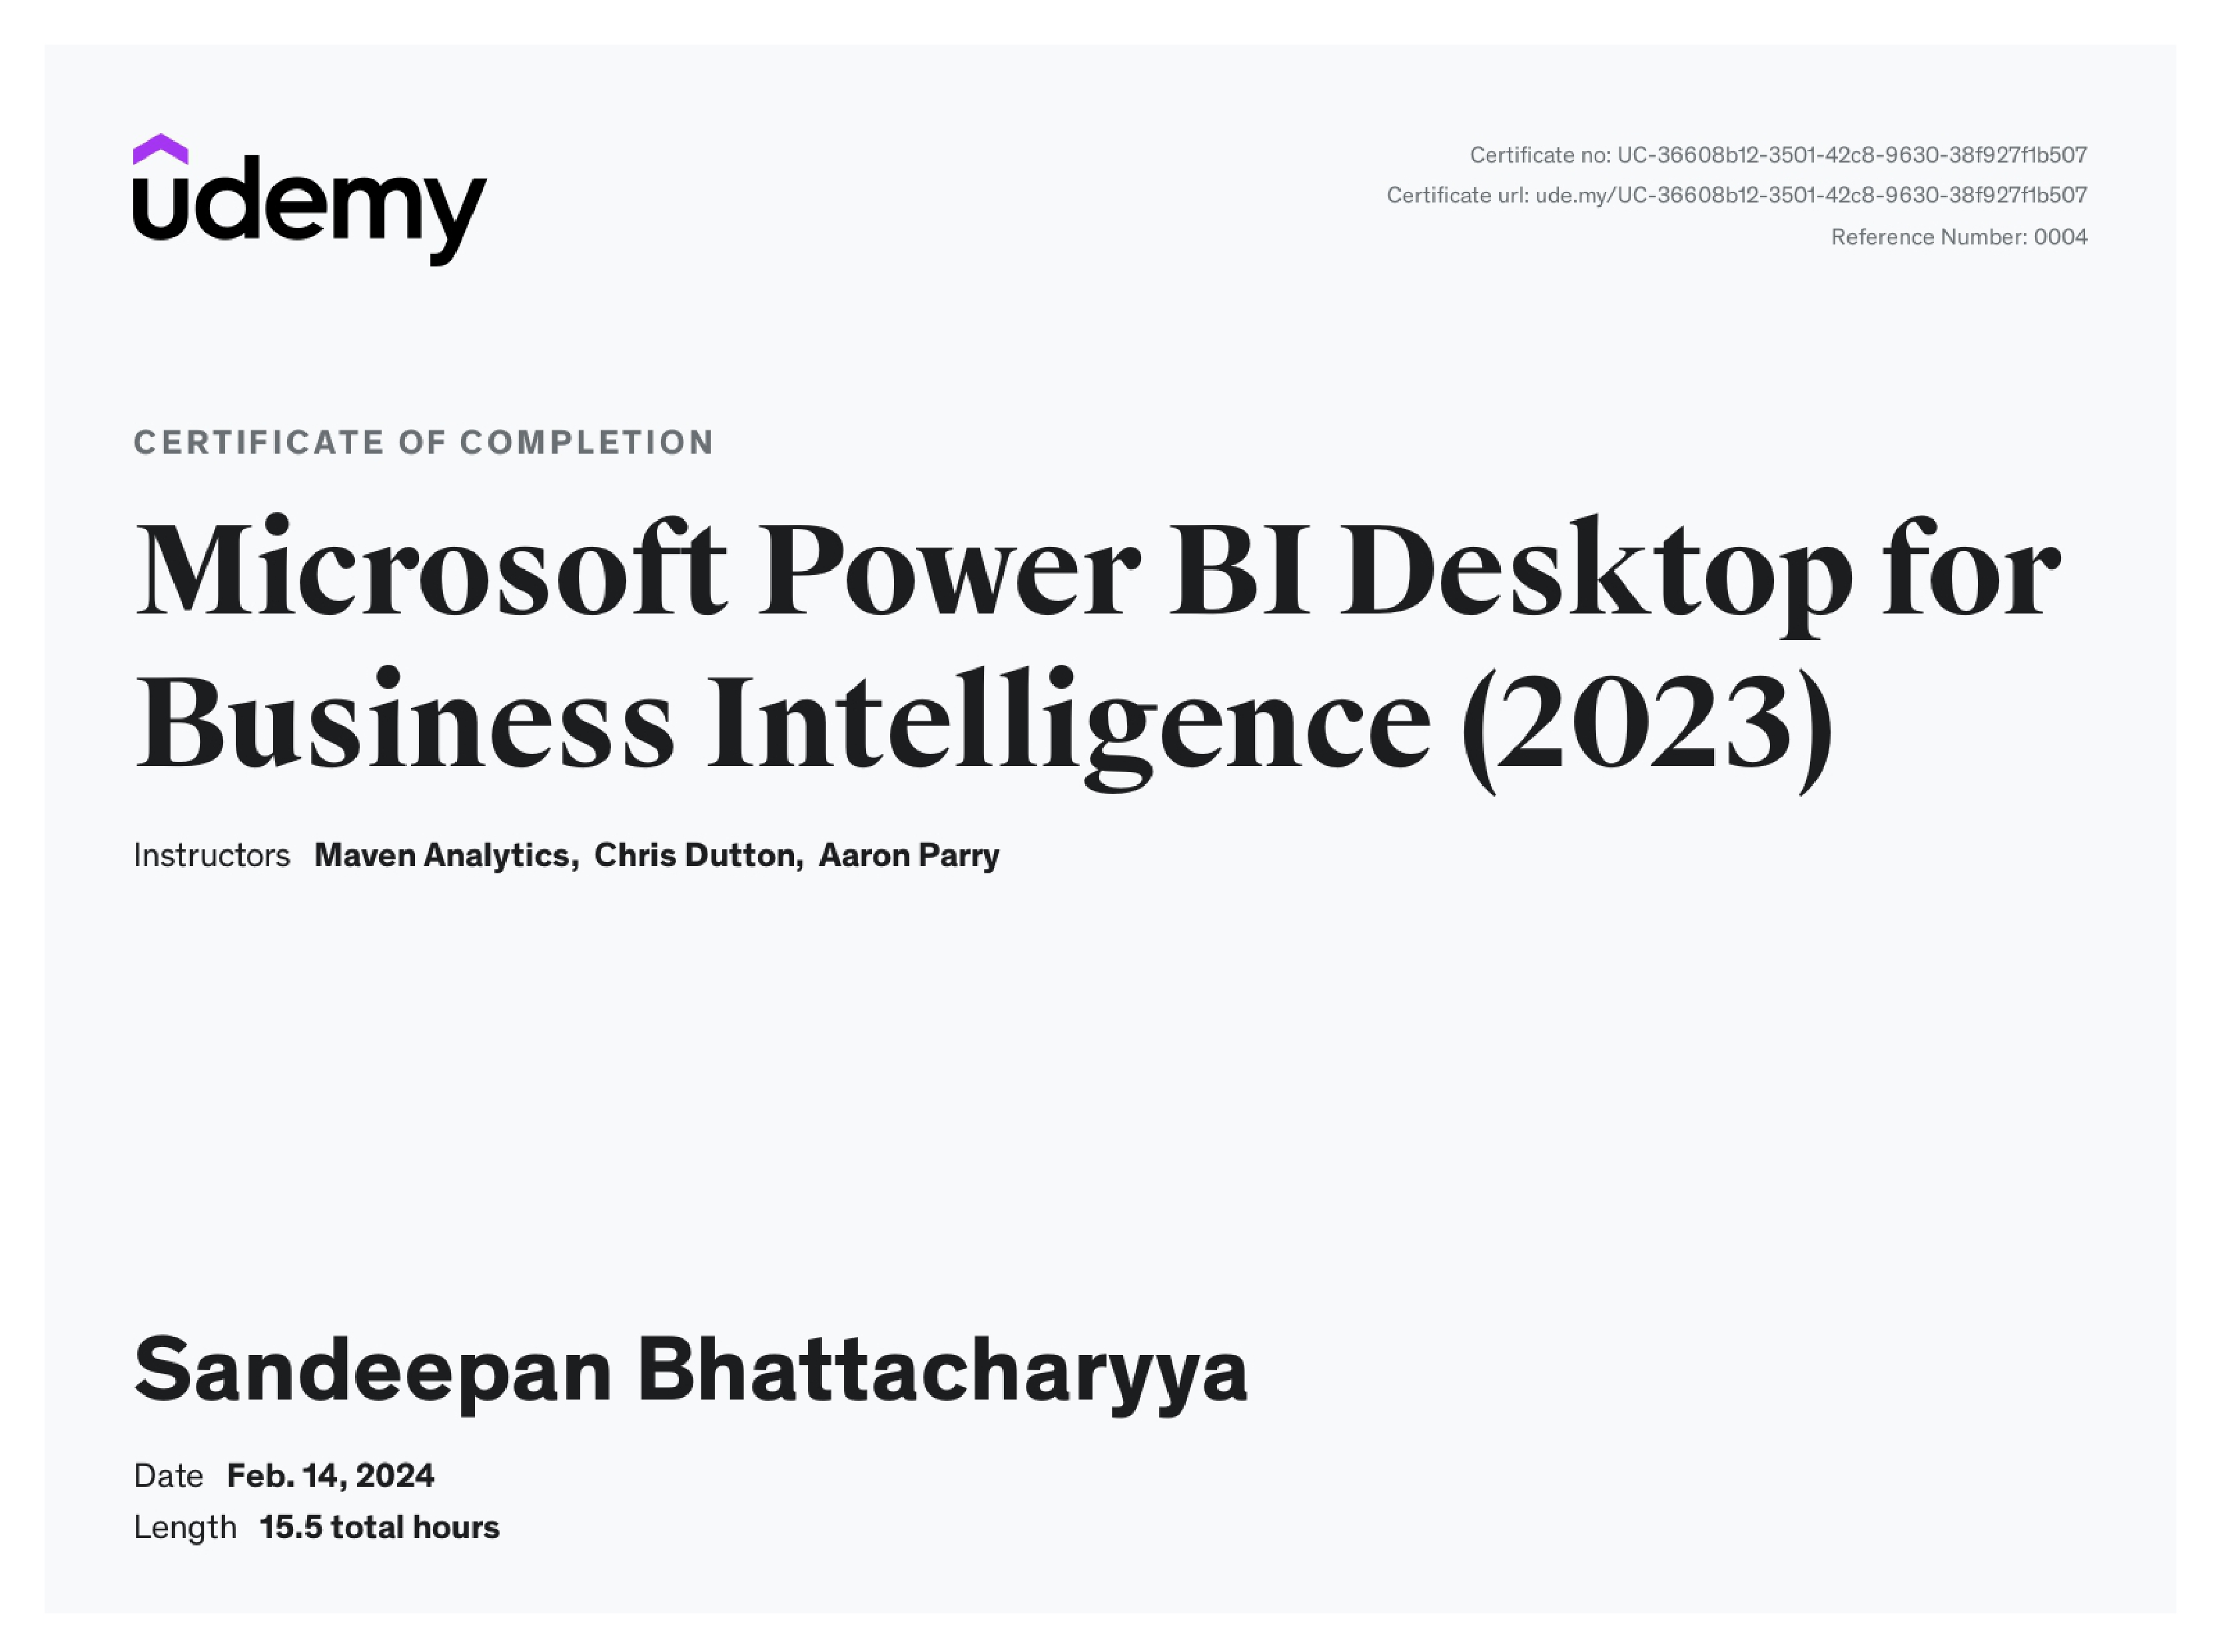 udemy
Certificate no: UC-36608b12-3501-42c8-9630-38f927f1b507
Certificate url: ude.my/UC-36608b12-3501-42c8-9630-38f927f1b507
Reference Number: 0004
CERTIFICATE OF COMPLETION
Microsoft Power BI Desktop for
Business Intelligence (2023)
Instructors Maven Analytics, Chris Dutton, Aaron Parry
Sandeepan Bhattacharyya
Date Feb. 14, 2024
Length 15.5 total hours